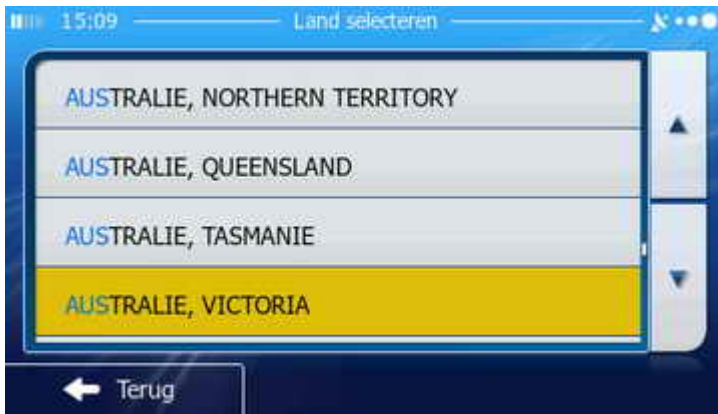 15:09 Land selecteren
AUSTRALIE, NORTHERN TERRITORY
AUSTRALIE, QUEENSLAND
AUSTRALIE, TASMANIE
AUSTRALIE, VICTORIA
Terug